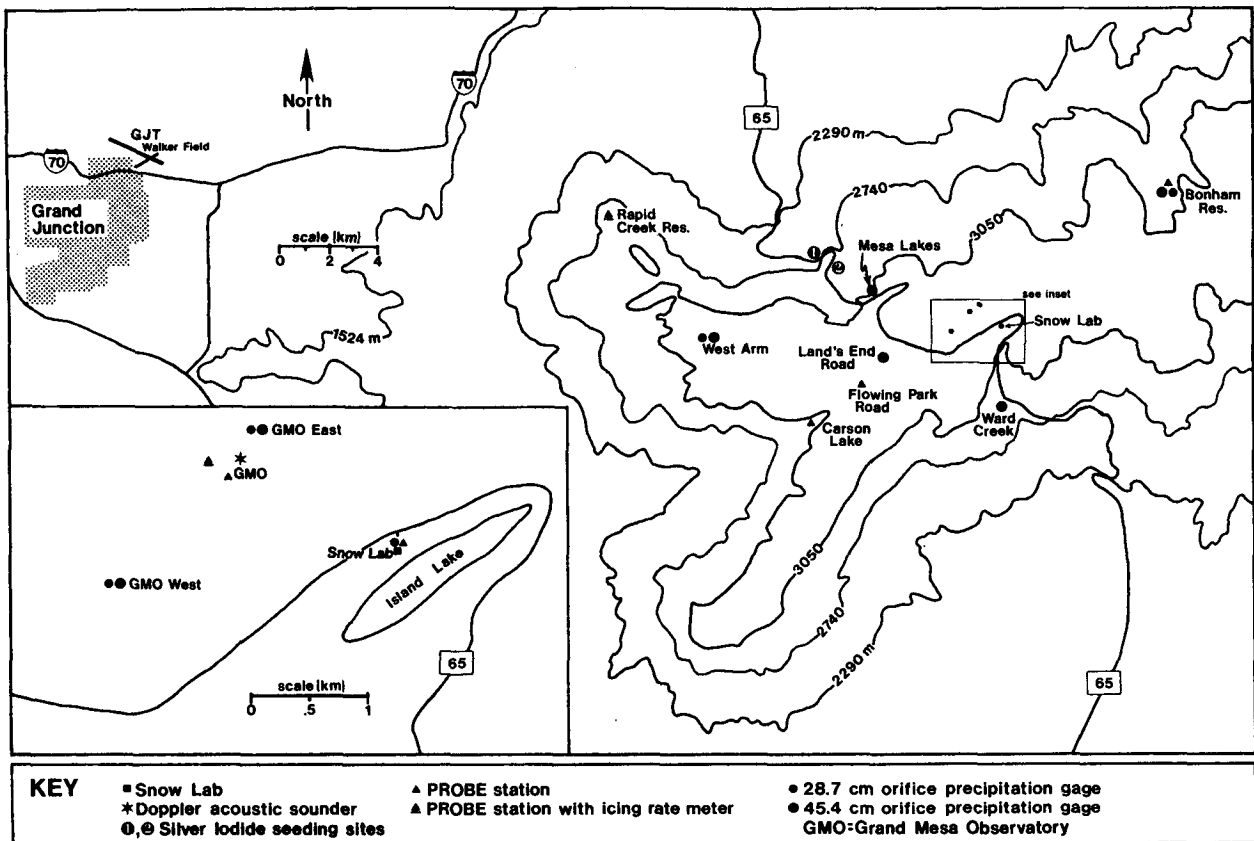 70
North
65
2290 m
GJT
Walker Field
70
2740
Bonham
Res.
Grand
Junction
Rapid
Creek Res.
3050
scale (km)
0 2 4
Mesa Lakes
1
2
see inset
Snow Lab
1524 m
West Arm
Land's End
Road
Flowing Park
Road
Ward
Creek
Carson
Lake
GMO East
GMO
Snow Lab
Island Lake
GMO West
3050
2740
65
2290 m
65
scale (km)
0 .5 1
KEY
Snow Lab
Doppler acoustic sounder
1,2 Silver Iodide seeding sites
PROBE station
PROBE station with icing rate meter
28.7 cm orifice precipitation gage
45.4 cm orifice precipitation gage
GMO=Grand Mesa Observatory